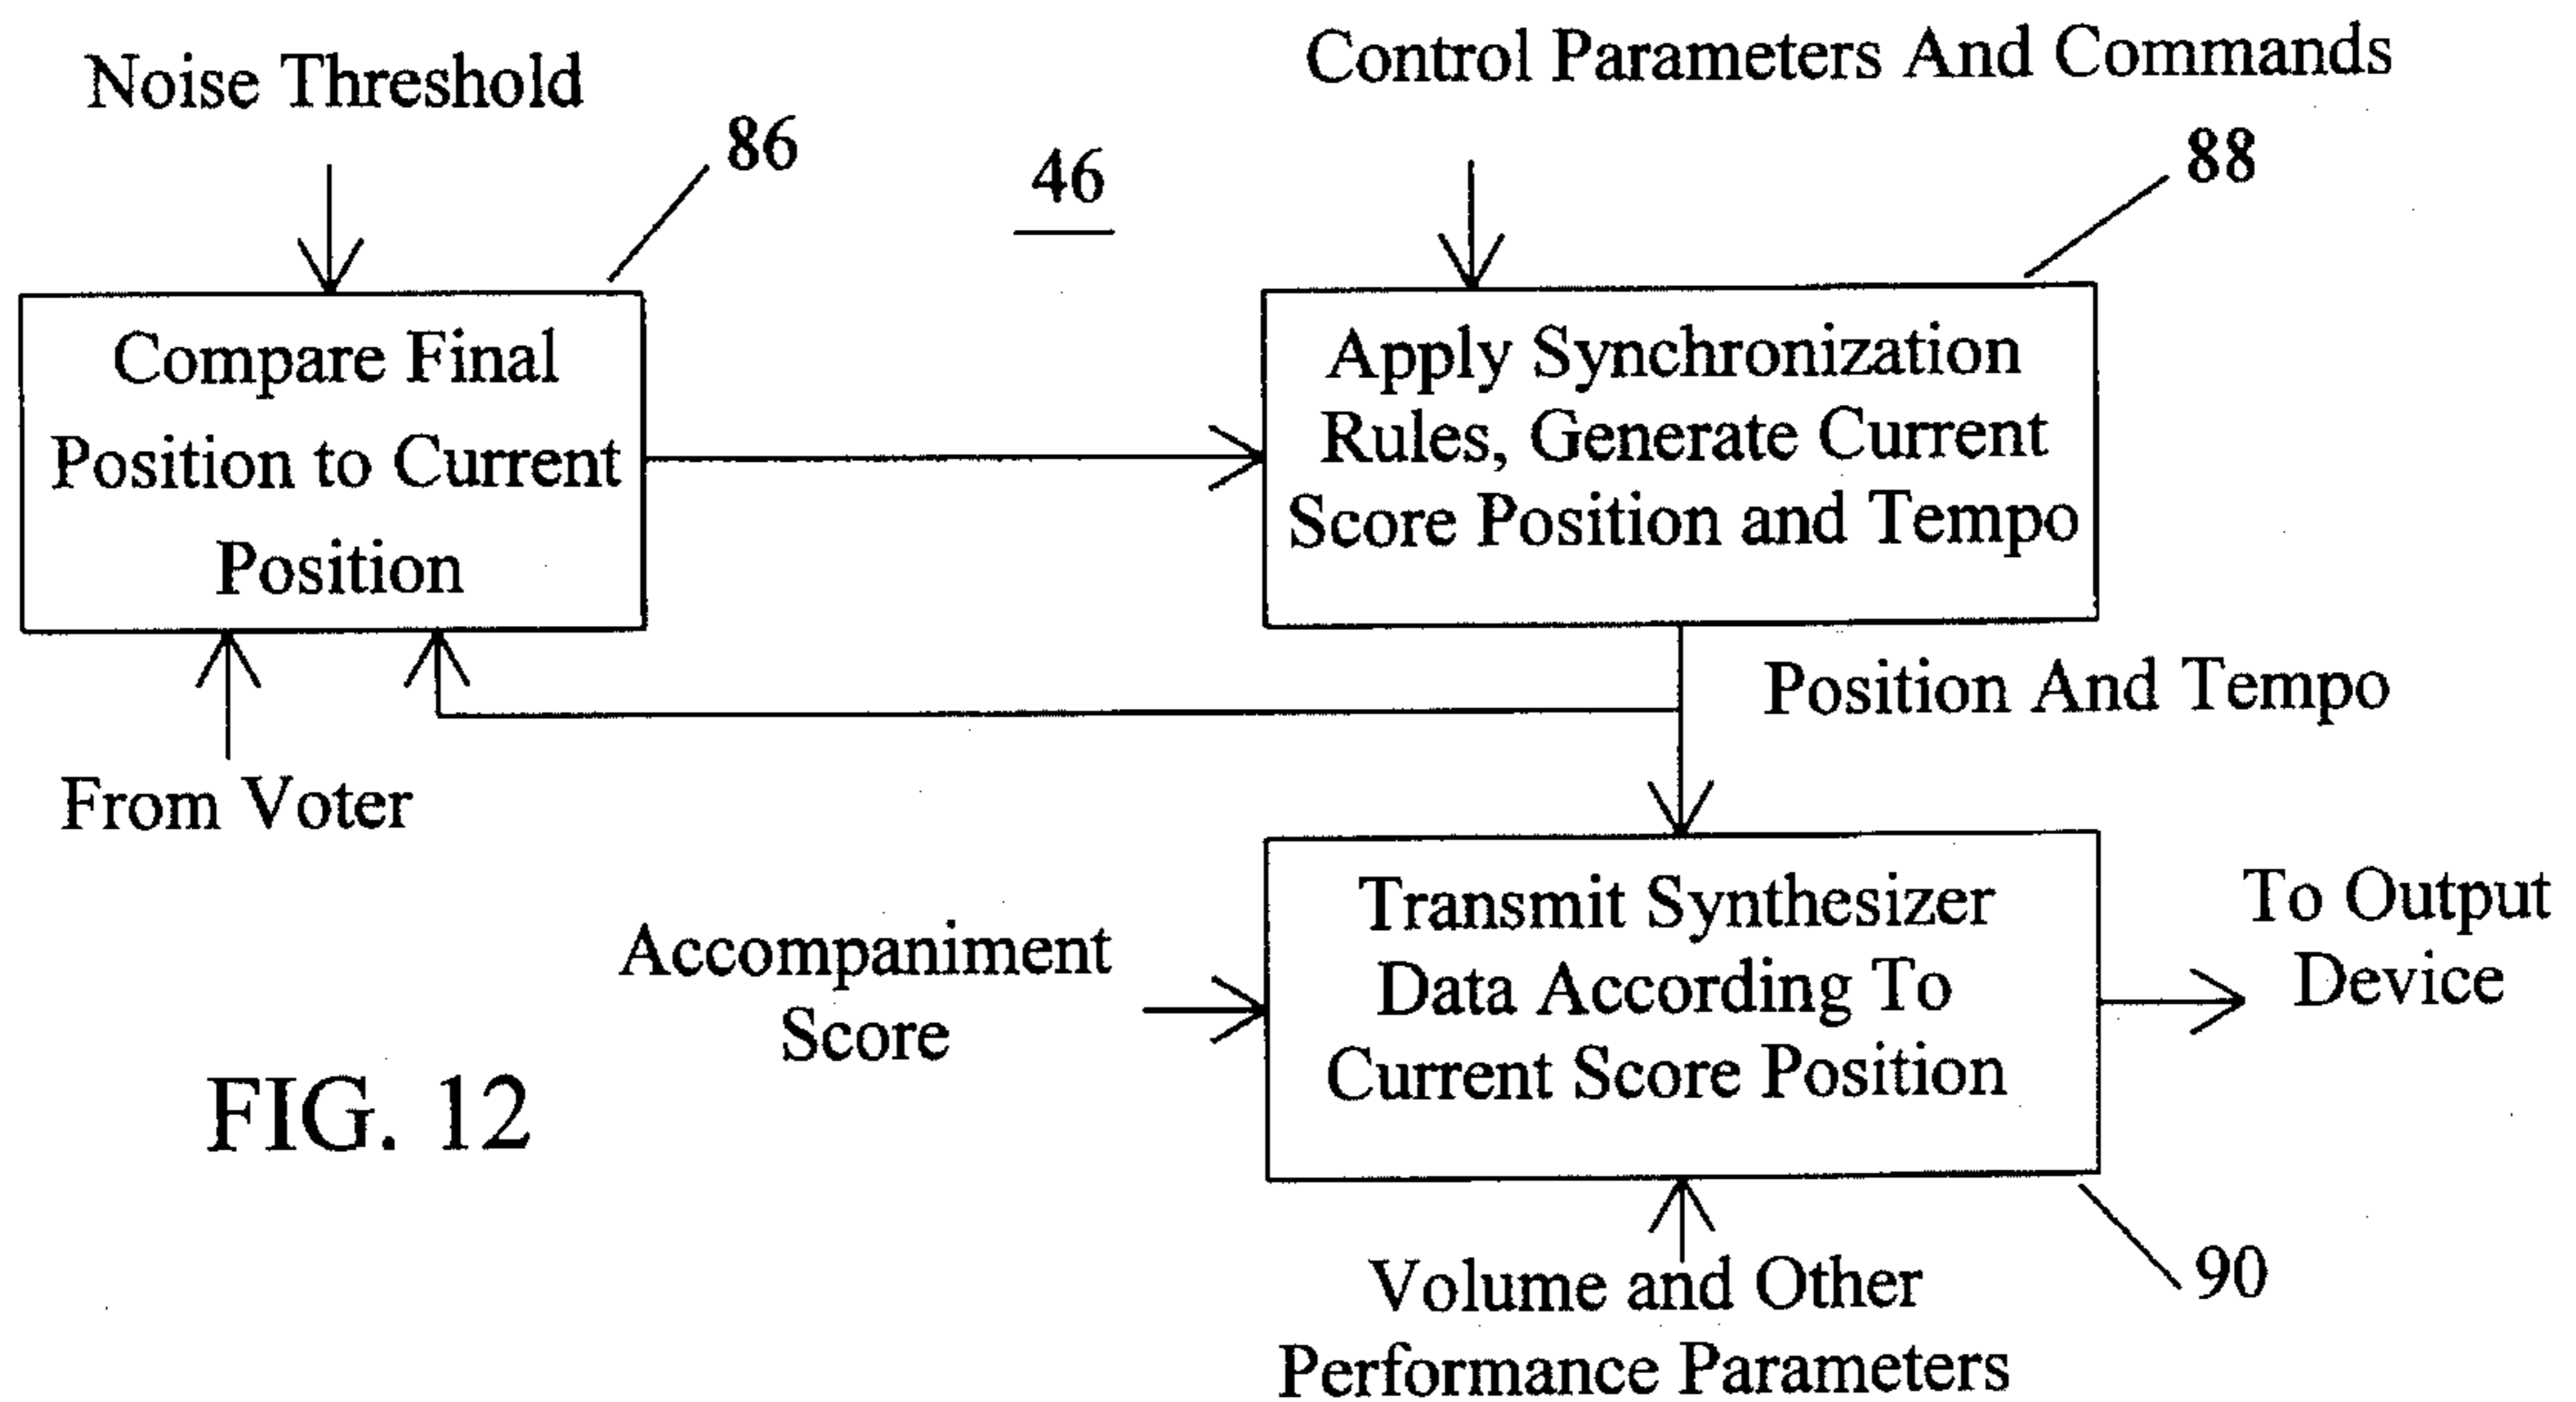 Noise Threshold
86
46
Control Parameters And Commands
88
Compare Final
Position to Current
Position
Apply Synchronization
Rules, Generate Current
Score Position and Tempo
Position And Tempo
From Voter
Accompaniment
Score
Transmit Synthesizer
Data According To
Current Score Position
To Output
Device
FIG. 12
Volume and Other
Performance Parameters
90